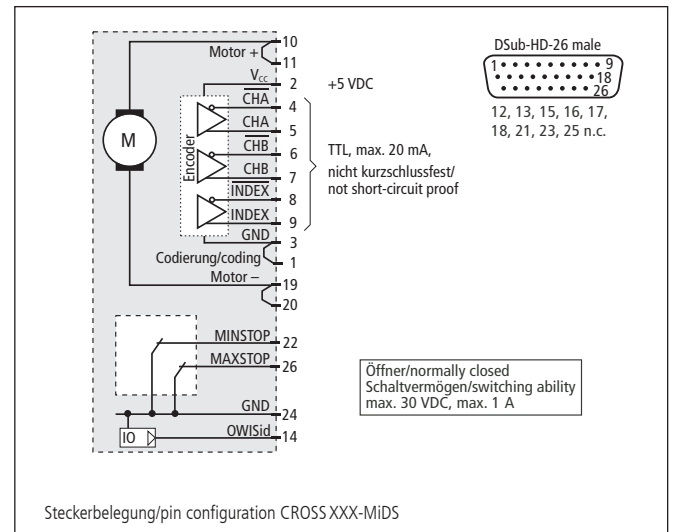 10
Motor +
11
Vcc
2
+5 VDC
CHA
4
CHA
5
CHB
6
CHB
7
INDEX
8
INDEX
9
GND
3
Codierung/coding
1
Motor –
19
20
M
Encoder
TTL, max. 20 mA,
nicht kurzschlussfest/
not short-circuit proof
DSub-HD-26 male
1 9
18
26
12, 13, 15, 16, 17,
18, 21, 23, 25 n.c.
MINSTOP
22
MAXSTOP
26
GND
24
OWISid
14
IO
Öffner/normally closed
Schaltvermögen/switching ability
max. 30 VDC, max. 1 A
Steckerbelegung/pin configuration CROSS XXX-MiDS